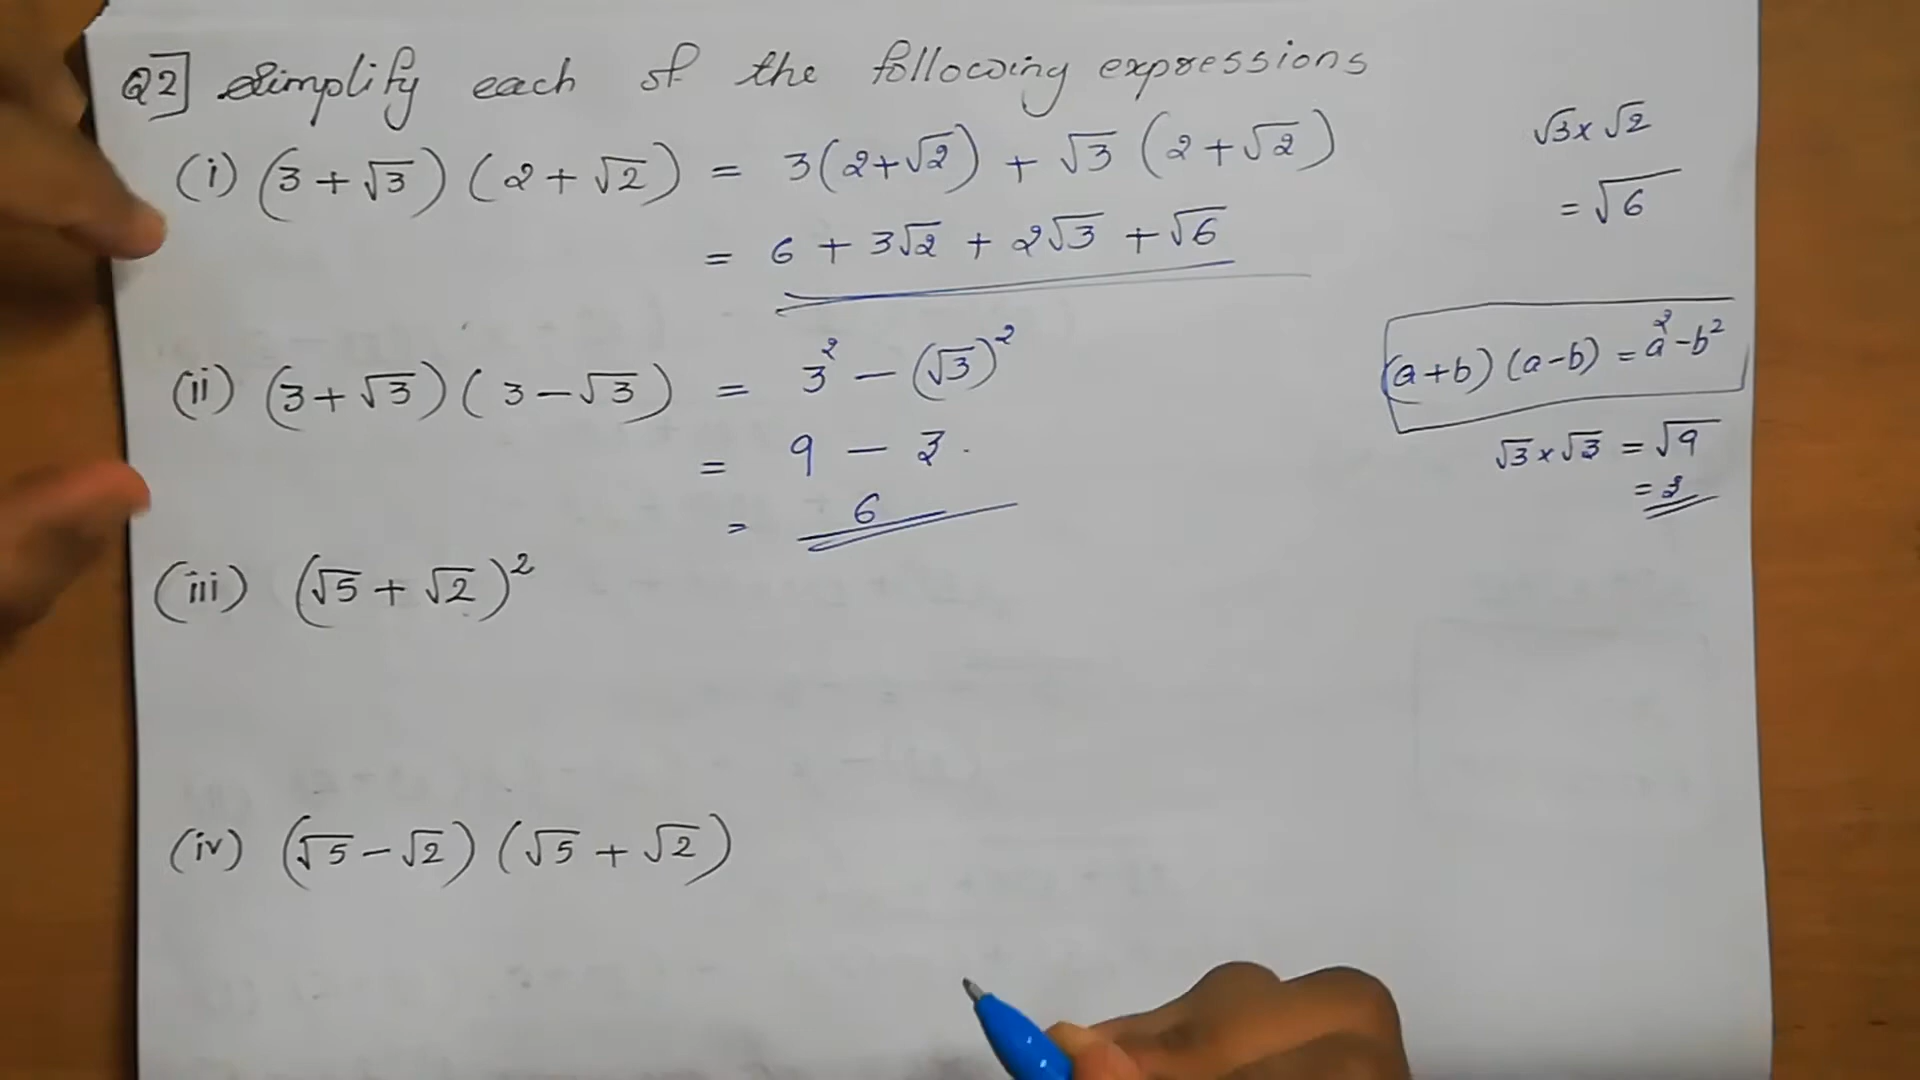 Q2] Simplify each of the following expressions
(i) (3 + √3) (2 + √2) = 3(2+√2) + √3 (2+√2)
= 6 + 3√2 + 2√3 + √6
√3 × √2
= √6
(ii) (3+√3) (3-√3) = 3² - (√3)²
= 9 - 3.
= 6
(a+b) (a-b) = a²-b²
√3 × √3 = √9
= 3
(iii) (√5 + √2)²
(iv) (√5 - √2) (√5 + √2)